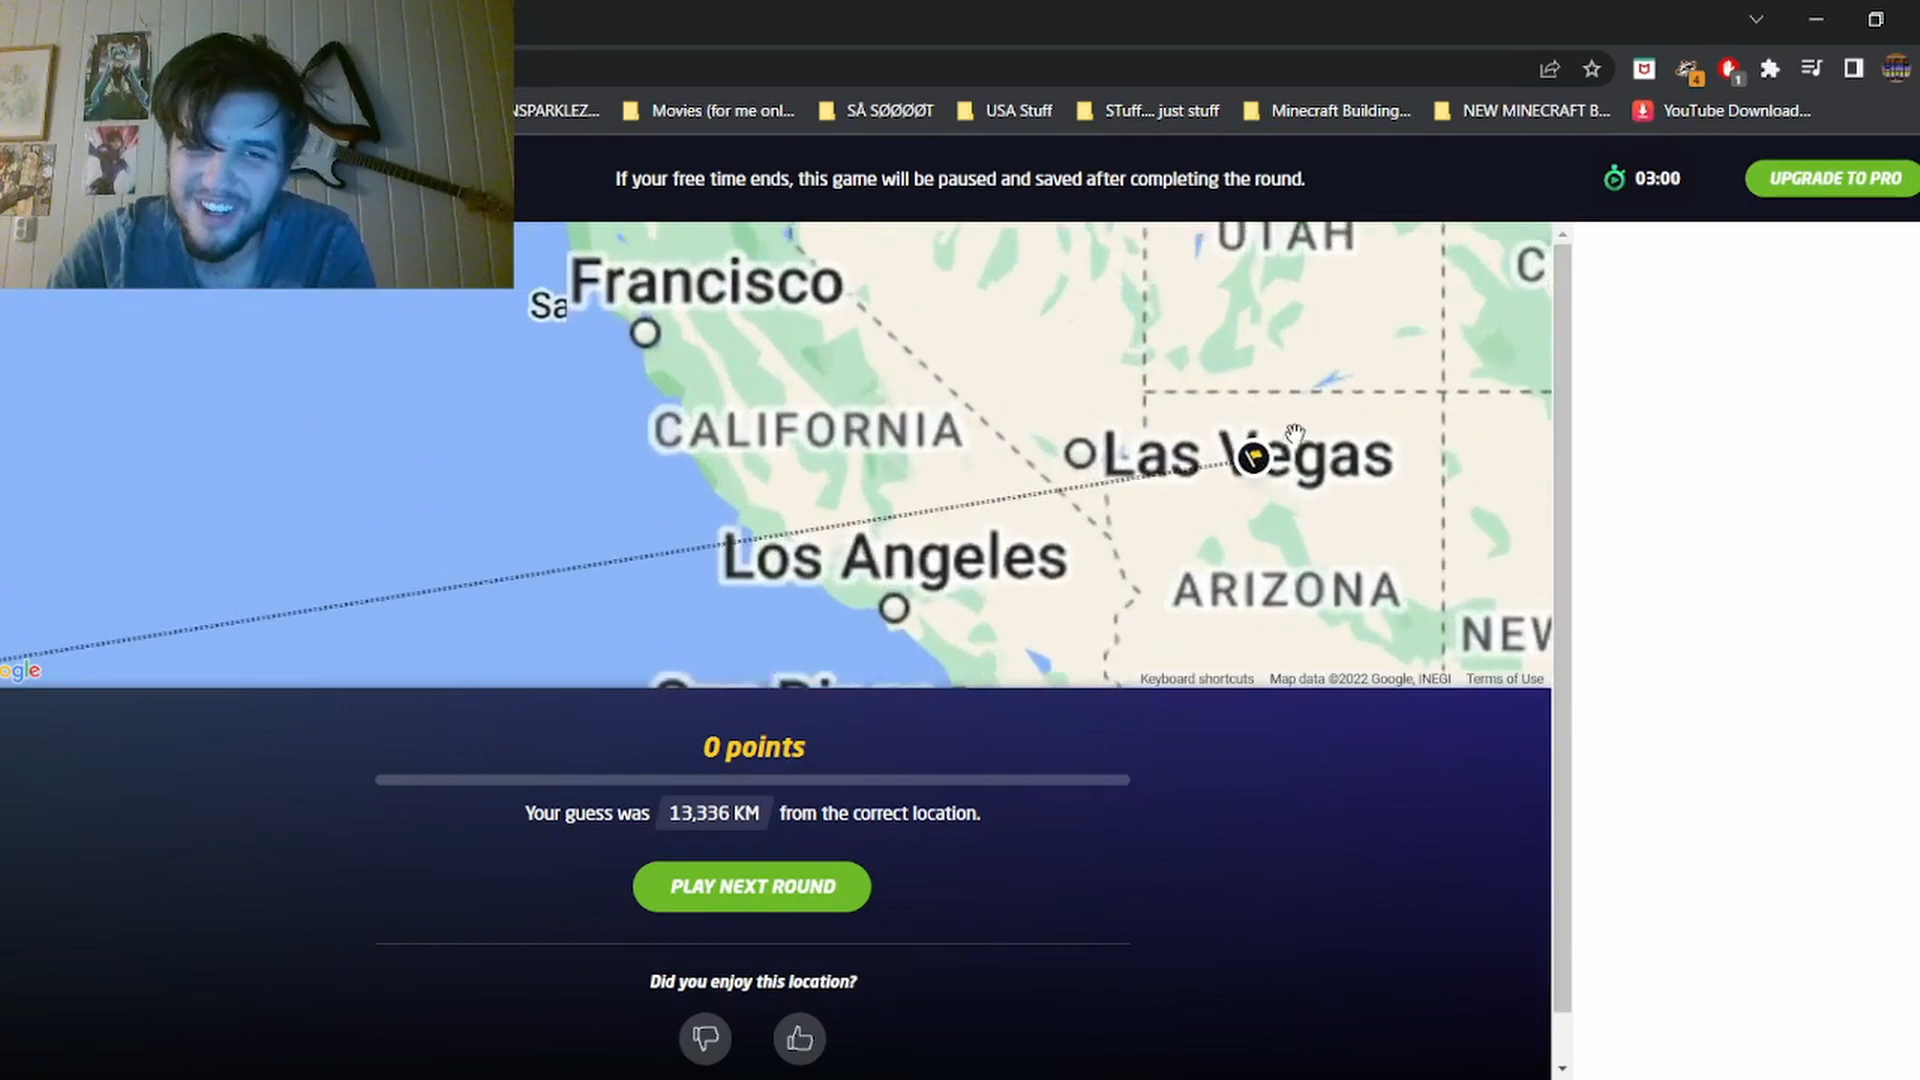 NSPARKLEZ...
Movies (for me onl...
SÅ SØØØØT
USA Stuff
STuff.... just stuff
Minecraft Building...
NEW MINECRAFT B...
YouTube Download...
4
1
If your free time ends, this game will be paused and saved after completing the round.
03:00
UPGRADE TO PRO
UTAH
C
Sa
Francisco
CALIFORNIA
Las Vegas
Los Angeles
ARIZONA
NEW
ogle
Keyboard shortcuts
Map data ©2022 Google, INEGI
Terms of Use
0 points
Your guess was 13,336 KM from the correct location.
PLAY NEXT ROUND
Did you enjoy this location?